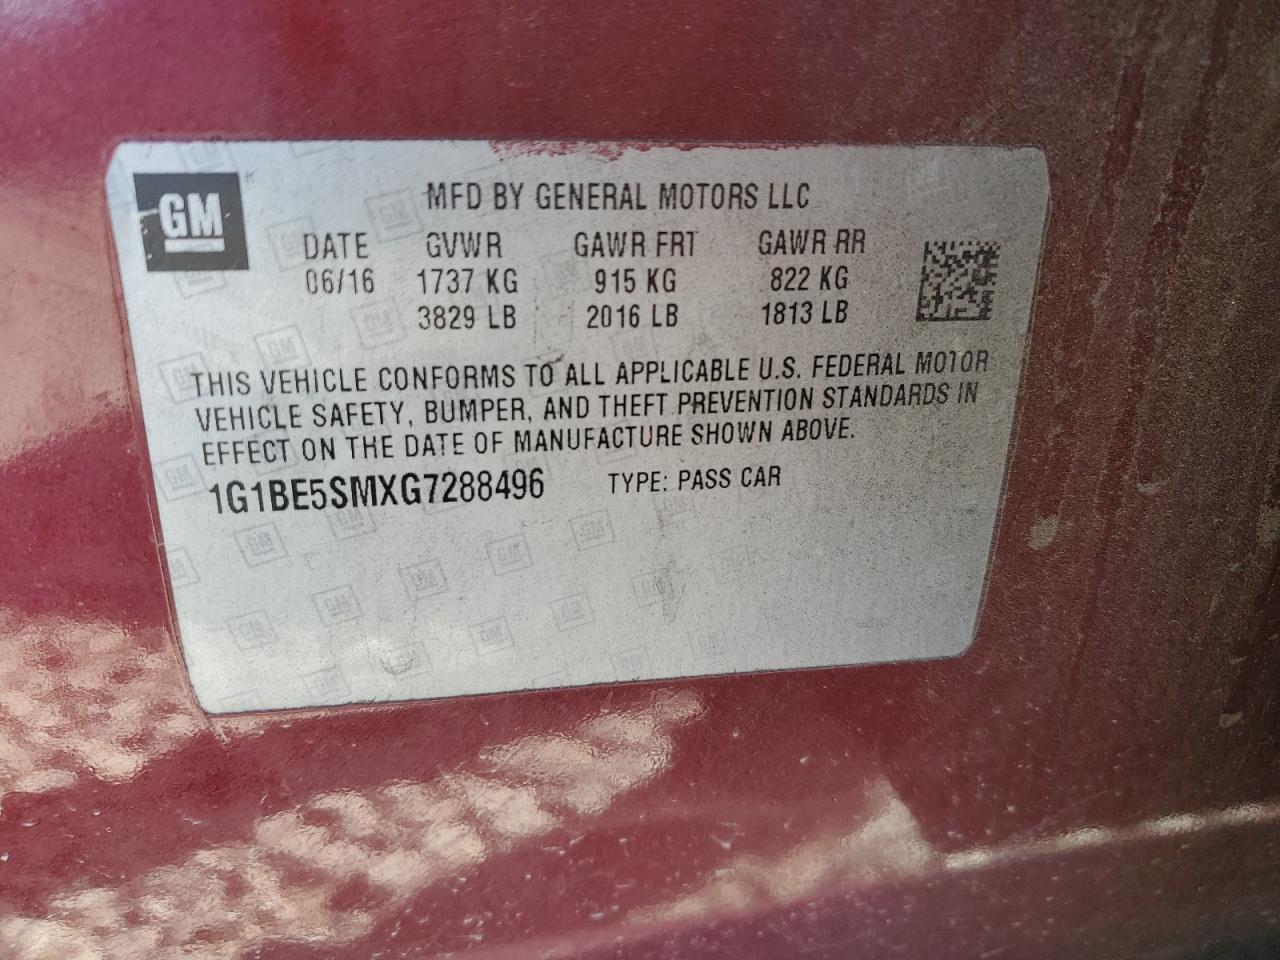 GM
MFD BY GENERAL MOTORS LLC
DATE GVWR GAWR FRT GAWR RR
06/16 1737 KG 915 KG 822 KG
3829 LB 2016 LB 1813 LB
THIS VEHICLE CONFORMS TO ALL APPLICABLE U.S. FEDERAL MOTOR
VEHICLE SAFETY, BUMPER, AND THEFT PREVENTION STANDARDS IN
EFFECT ON THE DATE OF MANUFACTURE SHOWN ABOVE.
1G1BE5SMXG7288496 TYPE: PASS CAR